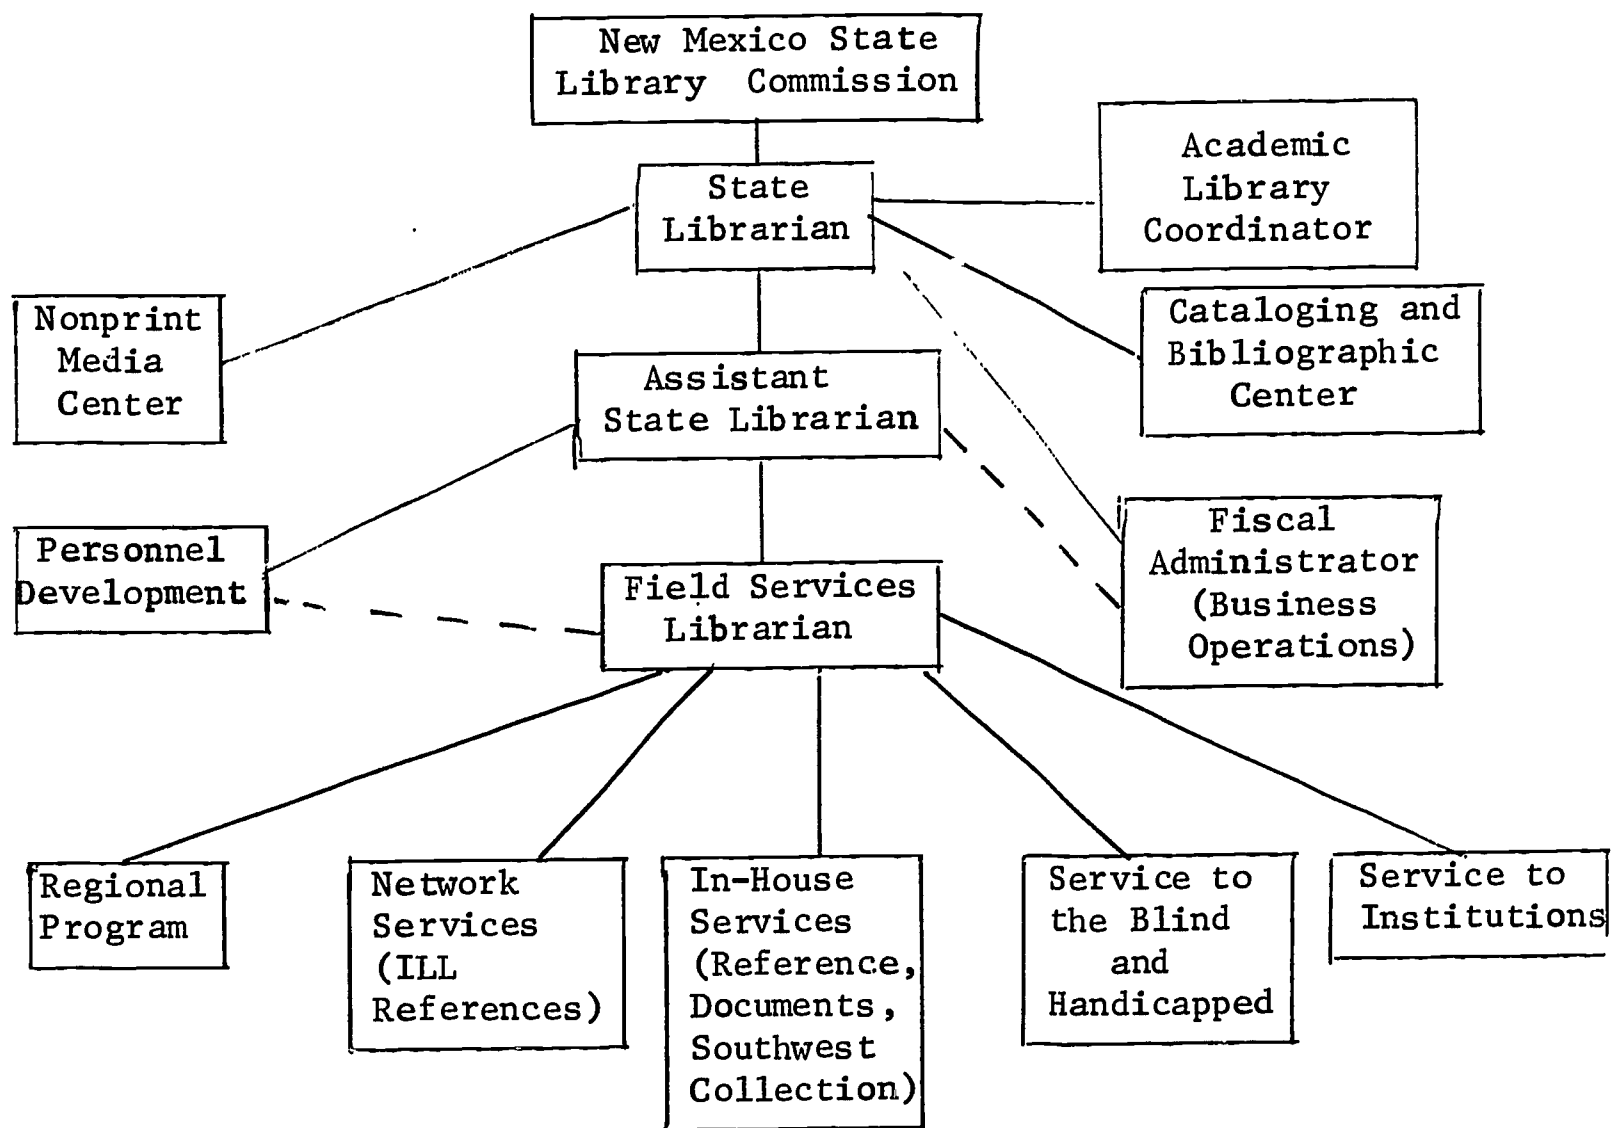 New Mexico State
Library Commission
State
Librarian
Academic
Library
Coordinator
Nonprint
Media
Center
Cataloging and
Bibliographic
Center
Assistant
State Librarian
Personnel
Development
Fiscal
Administrator
(Business
Operations)
Field Services
Librarian
Regional
Program
Network
Services
(ILL
References)
In-House
Services
(Reference,
Documents,
Southwest
Collection)
Service to
the Blind
and
Handicapped
Service to
Institutions